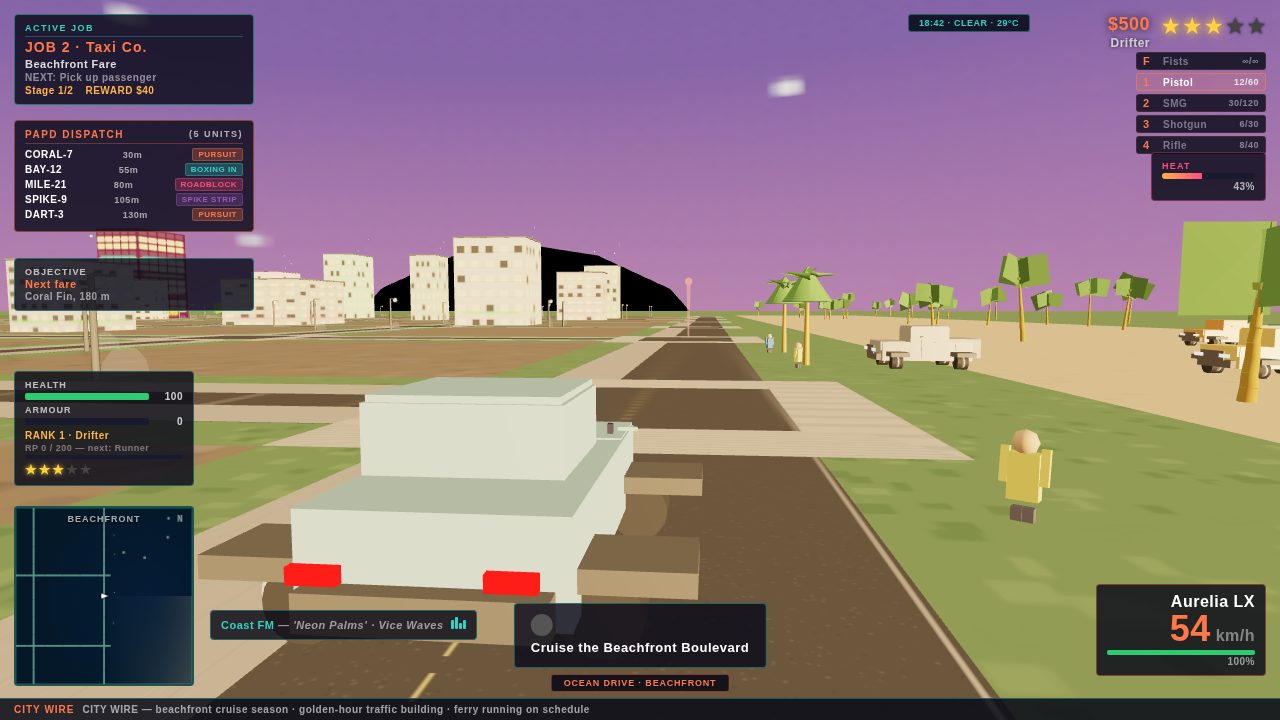 ACTIVE JOB
JOB 2 · Taxi Co.
Beachfront Fare
NEXT: Pick up passenger
Stage 1/2 REWARD $40
PAPD DISPATCH (5 UNITS)
CORAL-7 30m PURSUIT
BAY-12 55m BOXING IN
MILE-21 80m ROADBLOCK
SPIKE-9 105m SPIKE STRIP
DART-3 130m PURSUIT
OBJECTIVE
Next fare
Coral Fin, 180 m
HEALTH
100
ARMOUR
0
RANK 1 · Drifter
RP 0 / 200 — next: Runner
BEACHFRONT
N
18:42 · CLEAR · 29°C
$500
Drifter
F Fists ∞/∞
1 Pistol 12/60
2 SMG 30/120
3 Shotgun 6/30
4 Rifle 8/40
HEAT
43%
Coast FM — 'Neon Palms' · Vice Waves
Cruise the Beachfront Boulevard
OCEAN DRIVE · BEACHFRONT
Aurelia LX
54 km/h
100%
CITY WIRE CITY WIRE — beachfront cruise season · golden-hour traffic building · ferry running on schedule